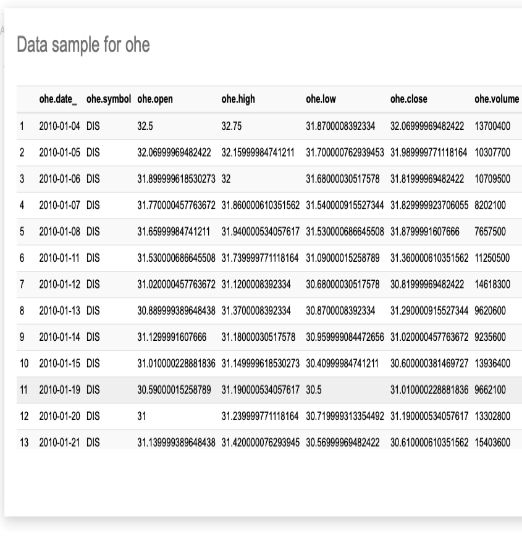 Data sample for ohe
ohe.date_ ohe.symbol ohe.open ohe.high ohe.low ohe.close ohe.volume
1 2010-01-04 DIS 32.5 32.75 31.8700008392334 32.06999969482422 13700400
2 2010-01-05 DIS 32.06999969482422 32.15999984741211 31.700000762939453 31.989999771118164 10307700
3 2010-01-06 DIS 31.899999618530273 32 31.68000030517578 31.81999969482422 10709500
4 2010-01-07 DIS 31.770000457763672 31.860000610351562 31.540000915527344 31.829999923706055 8202100
5 2010-01-08 DIS 31.65999984741211 31.940000534057617 31.530000686645508 31.8799991607666 7657500
6 2010-01-11 DIS 31.530000686645508 31.739999771118164 31.09000015258789 31.360000610351562 11250500
7 2010-01-12 DIS 31.020000457763672 31.1200008392334 30.68000030517578 30.81999969482422 14618300
8 2010-01-13 DIS 30.889999389648438 31.3700008392334 30.8700008392334 31.290000915527344 9620600
9 2010-01-14 DIS 31.1299991607666 31.18000030517578 30.959999084472656 31.020000457763672 9235600
10 2010-01-15 DIS 31.010000228881836 31.149999618530273 30.40999984741211 30.600000381469727 13936400
11 2010-01-19 DIS 30.59000015258789 31.190000534057617 30.5 31.010000228881836 9662100
12 2010-01-20 DIS 31 31.239999771118164 30.719999313354492 31.190000534057617 13302800
13 2010-01-21 DIS 31.139999389648438 31.420000076293945 30.56999969482422 30.610000610351562 15403600